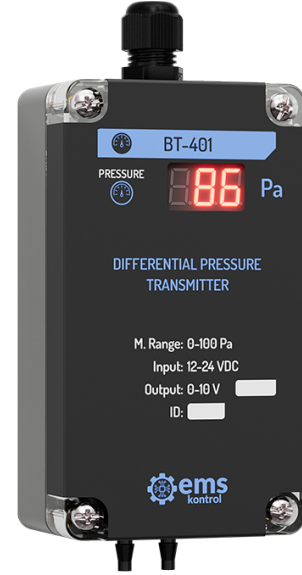 BT-401
PRESSURE
86 Pa
DIFFERENTIAL PRESSURE
TRANSMITTER
M. Range: 0-100 Pa
Input: 12-24 VDC
Output: 0-10 V
ID:
ems
kontrol